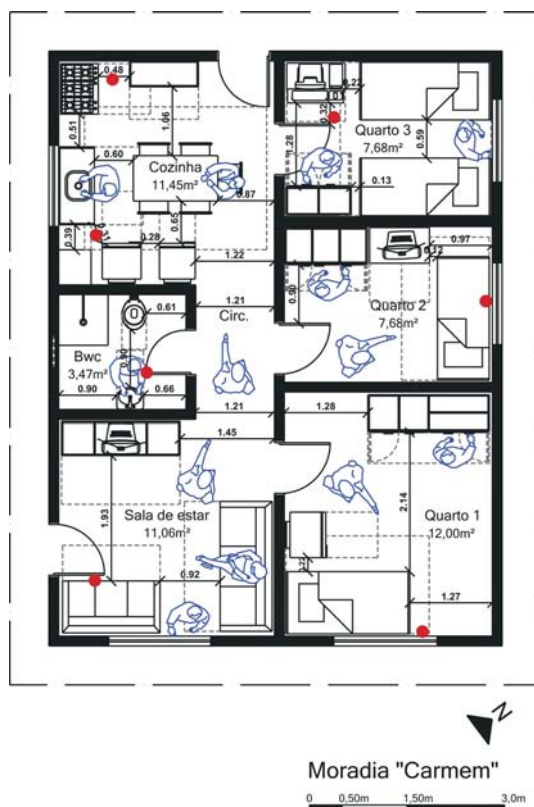 0.48
0.22
1.06
0.32
0.51
1.28
Quarto 3
0.59
7,68m²
0.60
Cozinha
11,45m²
0.13
0.87
0.65
0.39
0.28
0.97
0.12
1.22
0.90
1.21
Quarto 2
7,68m²
0.61
Circ.
Bwc
3,47m²
0.90
0.90
0.66
1.21
1.28
1.45
1.93
2.14
Sala de estar
11,06m²
Quarto 1
12,00m²
0.92
0.22
1.27
N
Moradia "Carmem"
0 0,50m 1,50m 3,0m